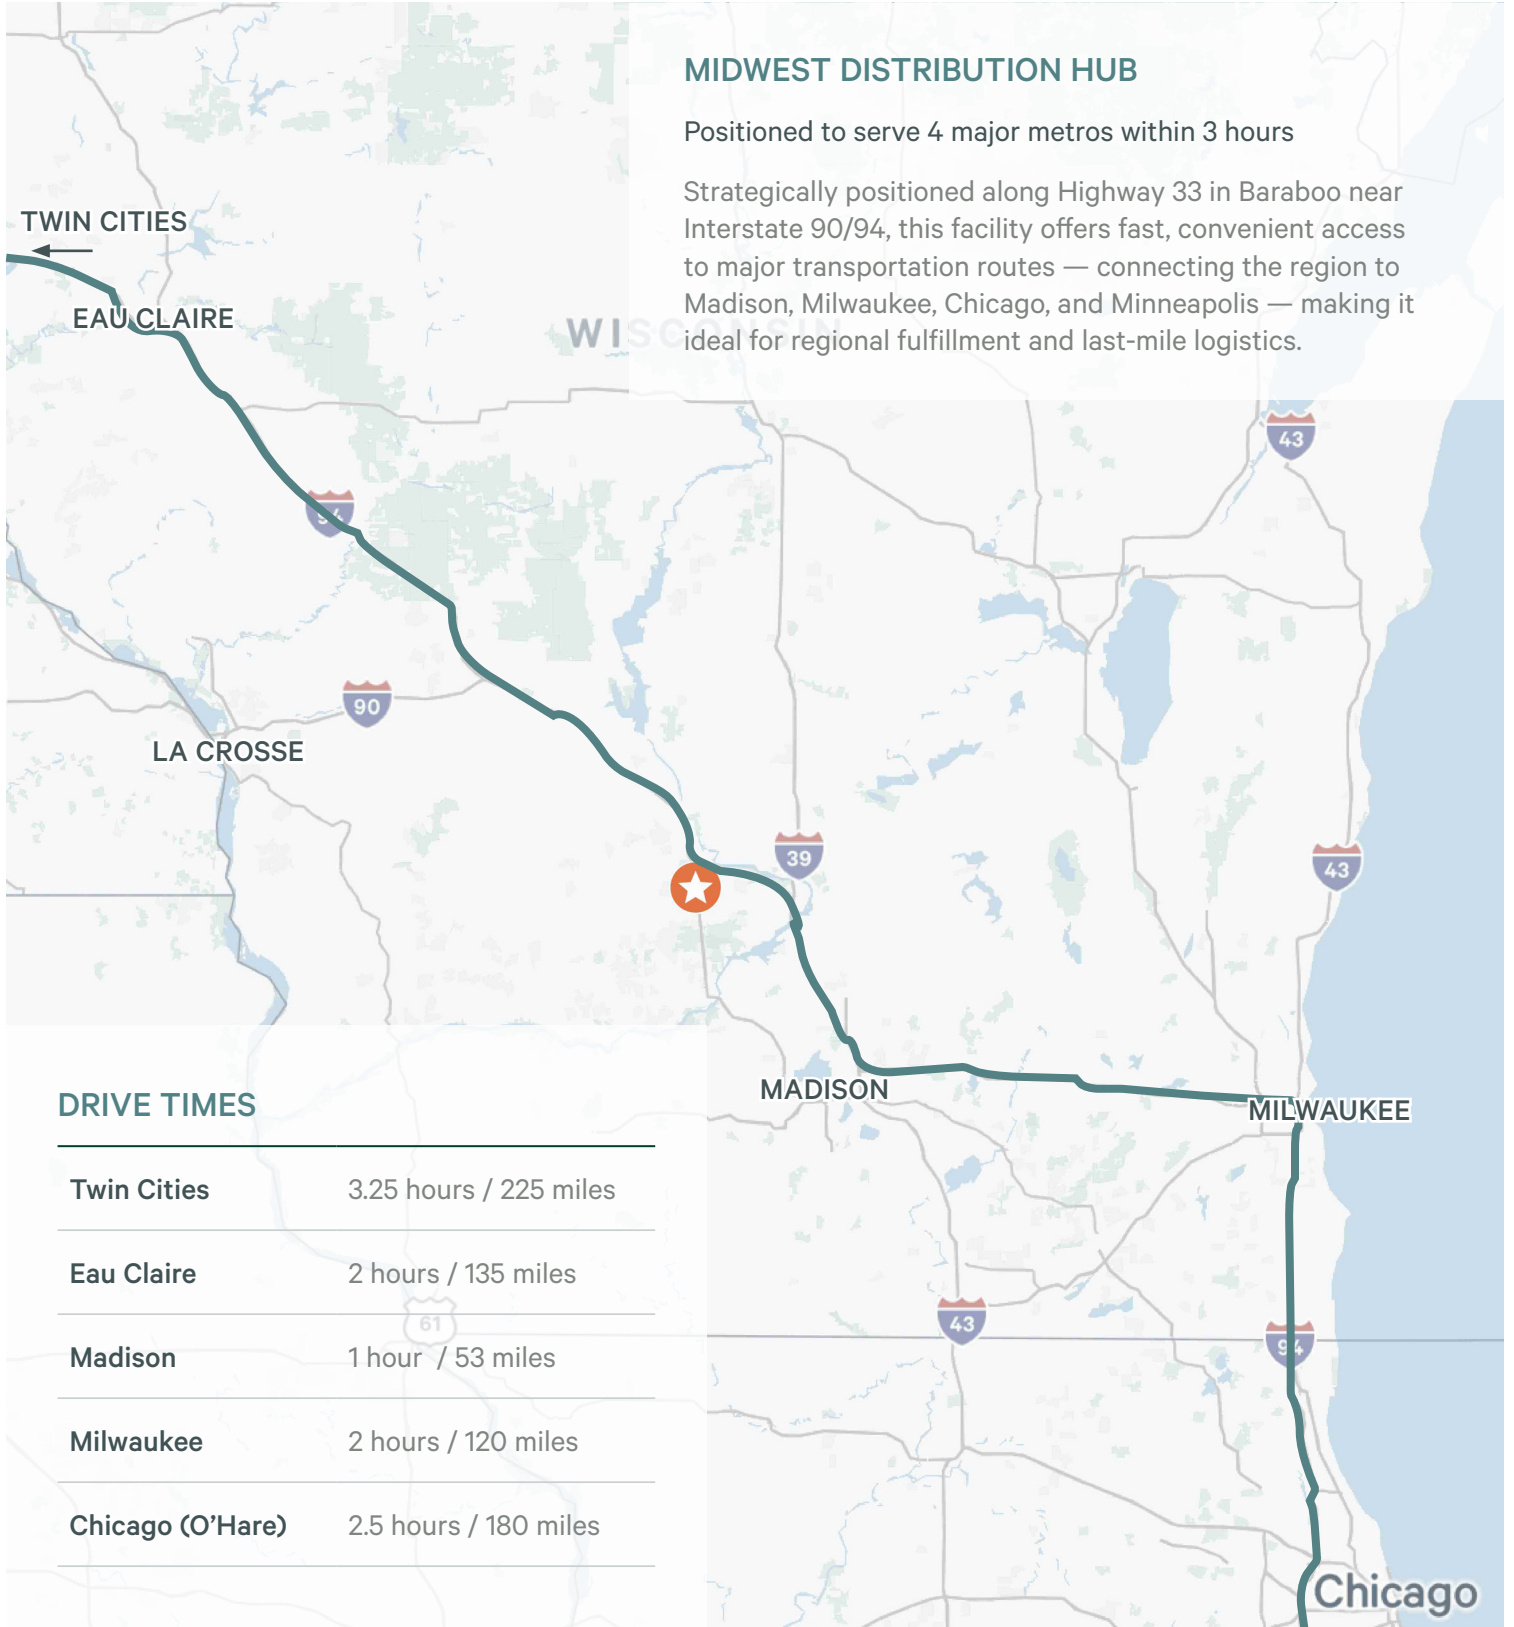 MIDWEST DISTRIBUTION HUB
Positioned to serve 4 major metros within 3 hours
Strategically positioned along Highway 33 in Baraboo near
Interstate 90/94, this facility offers fast, convenient access
to major transportation routes — connecting the region to
Madison, Milwaukee, Chicago, and Minneapolis — making it
ideal for regional fulfillment and last-mile logistics.
TWIN CITIES
EAU CLAIRE
WISCONSIN
43
94
90
LA CROSSE
39
43
MADISON
MILWAUKEE
DRIVE TIMES
Twin Cities 3.25 hours / 225 miles
Eau Claire 2 hours / 135 miles
61
43
94
Madison 1 hour / 53 miles
Milwaukee 2 hours / 120 miles
Chicago (O’Hare) 2.5 hours / 180 miles
Chicago